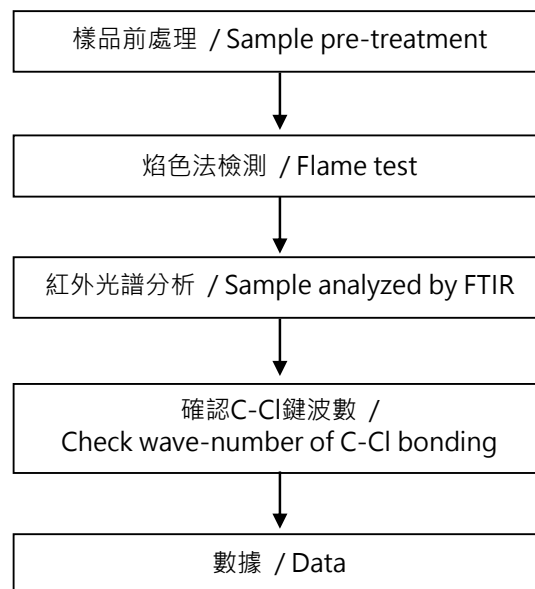 樣品前處理 / Sample pre-treatment
焰色法檢測 / Flame test
紅外光譜分析 / Sample analyzed by FTIR
確認C-Cl鍵波數 /
Check wave-number of C-Cl bonding
數據 / Data